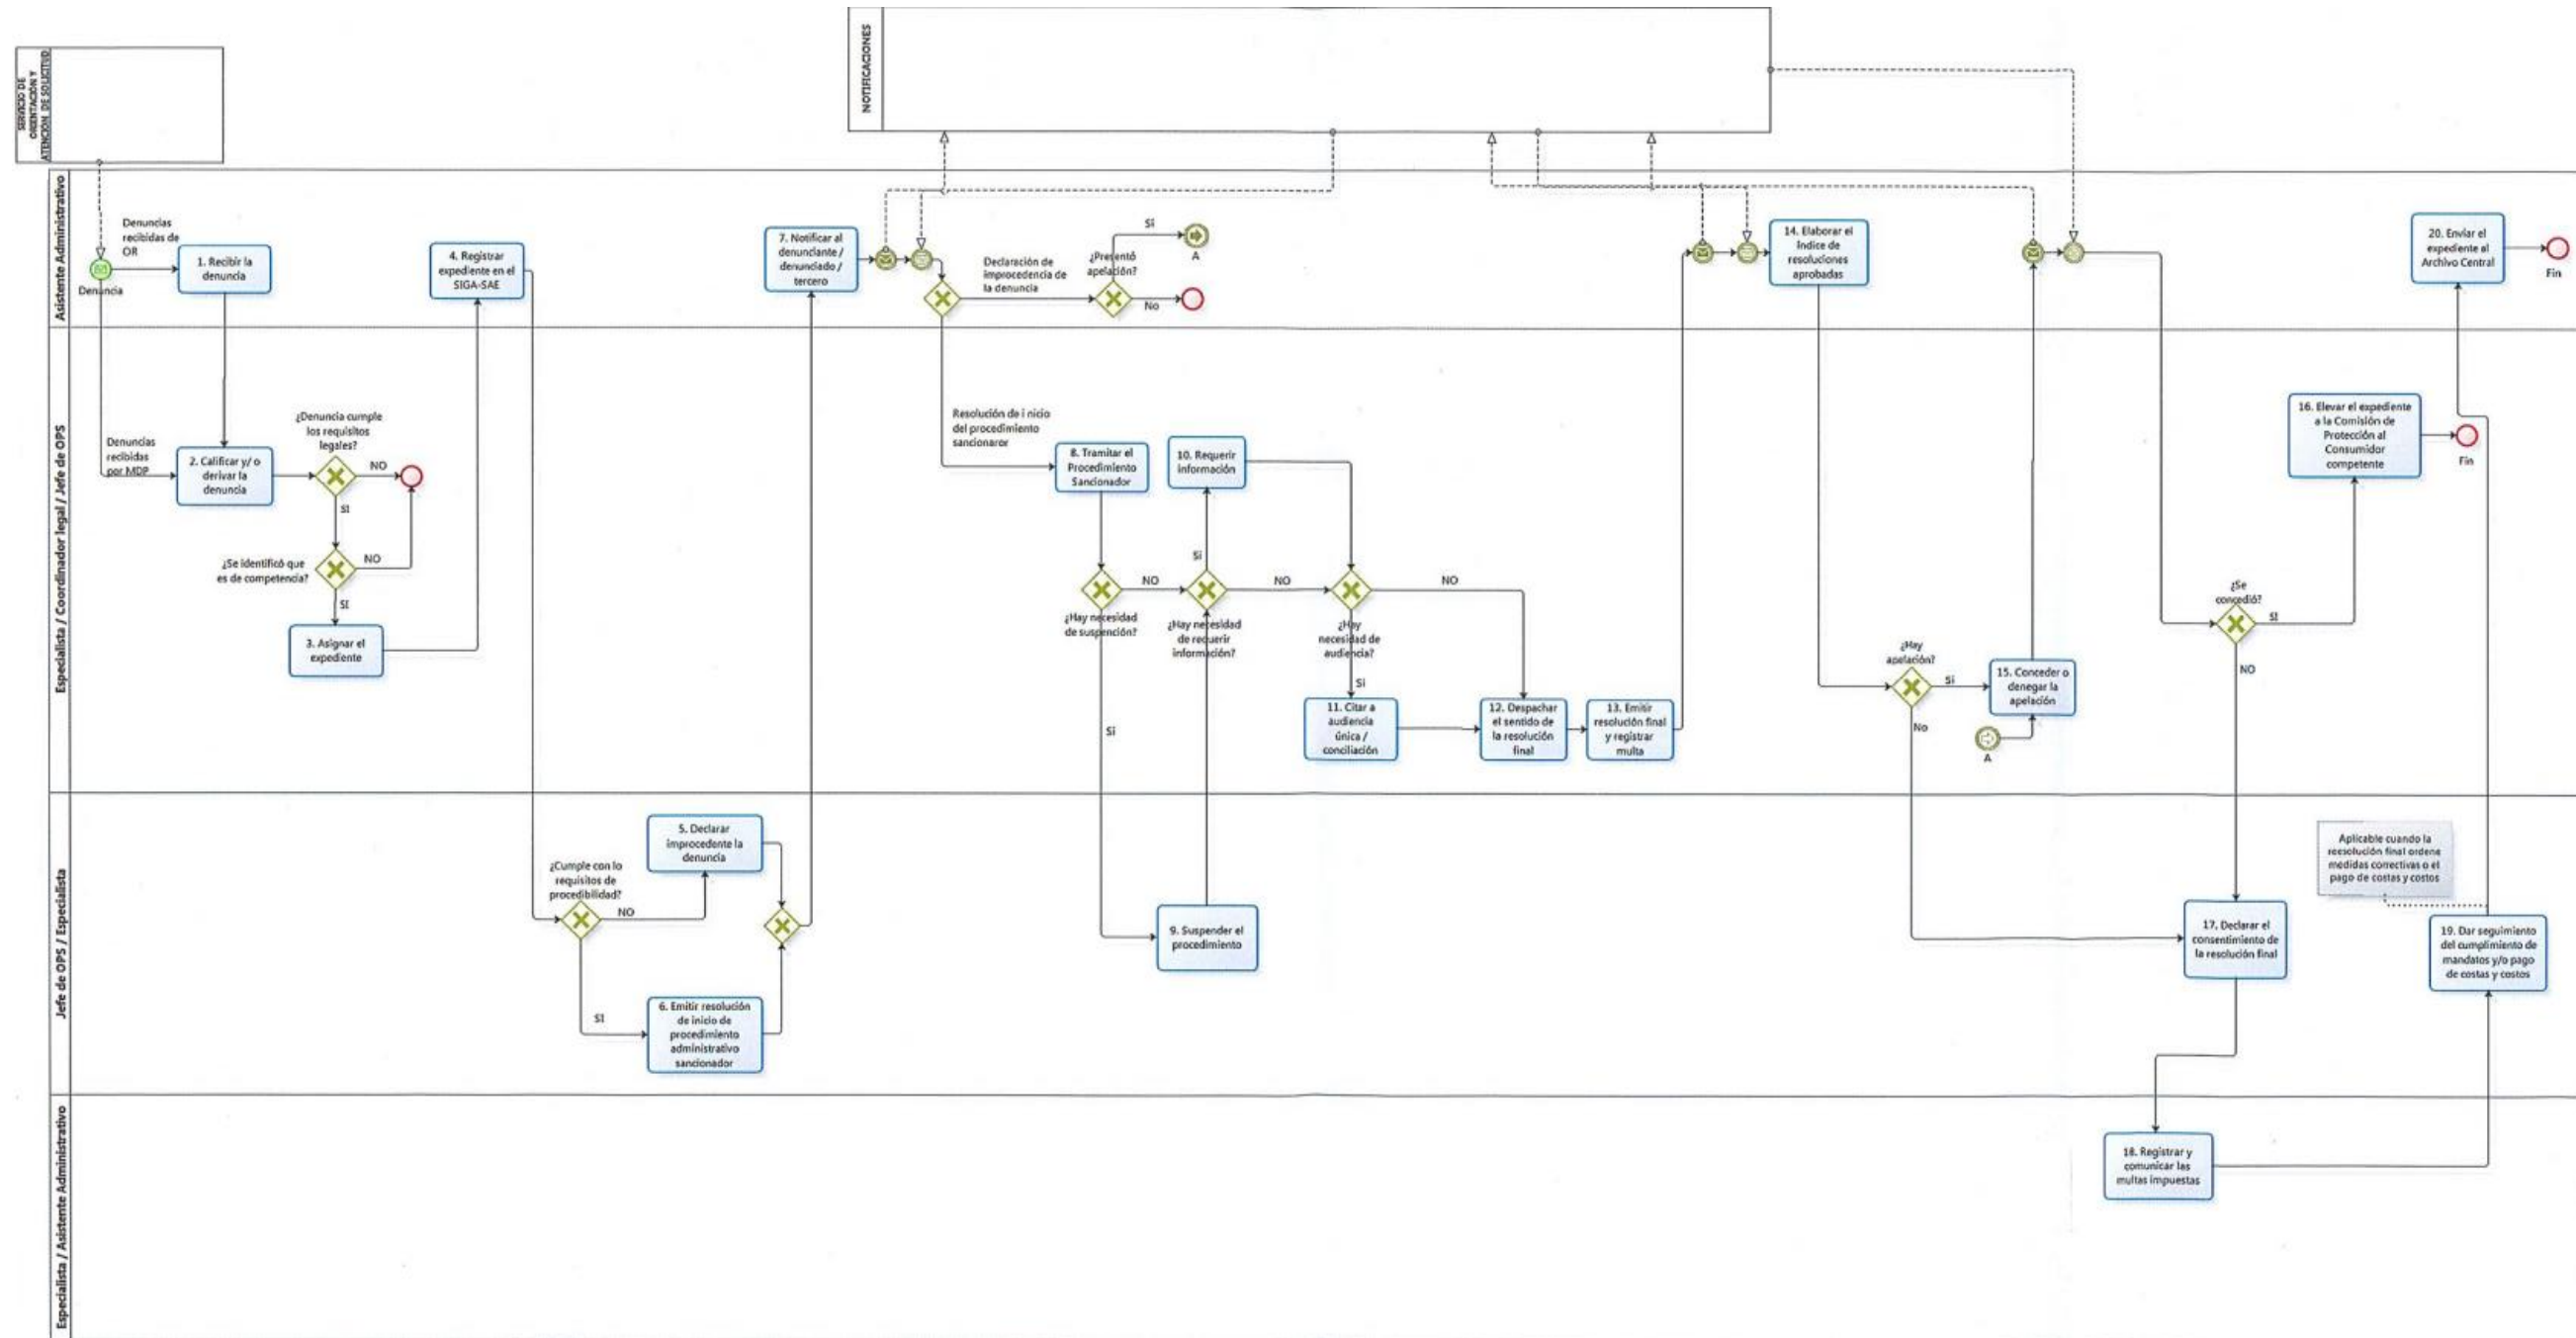 SERVICIO DE
ORIENTACIÓN Y
ATENCIÓN DE SOLICITUD
NOTIFICACIONES
Asistente Administrativo
Denuncias
recibidas de
OR
Denuncia
1. Recibir la
denuncia
4. Registrar
expediente en el
SIGA-SAE
7. Notificar al
denunciante /
denunciado /
tercero
Declaración de
improcedencia de
la denuncia
¿Presentó
apelación?
Si
A
No
14. Elaborar el
índice de
resoluciones
aprobadas
20. Enviar el
expediente al
Archivo Central
Fin
Especialista / Coordinador legal / Jefe de OPS
Denuncias
recibidas
por MDP
2. Calificar y/ o
derivar la
denuncia
¿Denuncia cumple
los requisitos
legales?
NO
SI
¿Se identificó que
es de competencia?
NO
SI
3. Asignar el
expediente
Resolución de i nicio
del procedimiento
sancionaror
8. Tramitar el
Procedimiento
Sancionador
10. Requerir
información
NO
¿Hay necesidad
de suspención?
Si
Si
NO
¿Hay necesidad
de requerir
información?
NO
¿Hay
necesidad de
audiencia?
Si
11. Citar a
audiencia
única /
conciliación
12. Despachar
el sentido de
la resolución
final
13. Emitir
resolución final
y registrar
multa
¿Hay
apelación?
Si
No
15. Conceder o
denegar la
apelación
A
16. Elevar el expediente
a la Comisión de
Protección al
Consumidor
competente
Fin
¿Se
concedió?
SI
NO
Jefe de OPS / Especialista
¿Cumple con lo
requisitos de
procedibilidad?
NO
SI
5. Declarar
improcedente la
denuncia
6. Emitir resolución
de inicio de
procedimiento
administrativo
sancionador
9. Suspender el
procedimiento
17. Declarar el
consentimiento de
la resolución final
Aplicable cuando la
reesolución final ordene
medidas correctivas o el
pago de costas y costos
19. Dar seguimiento
del cumplimiento de
mandatos y/o pago
de costas y costos
Especialista / Asistente Administrativo
18. Registrar y
comunicar las
multas impuestas